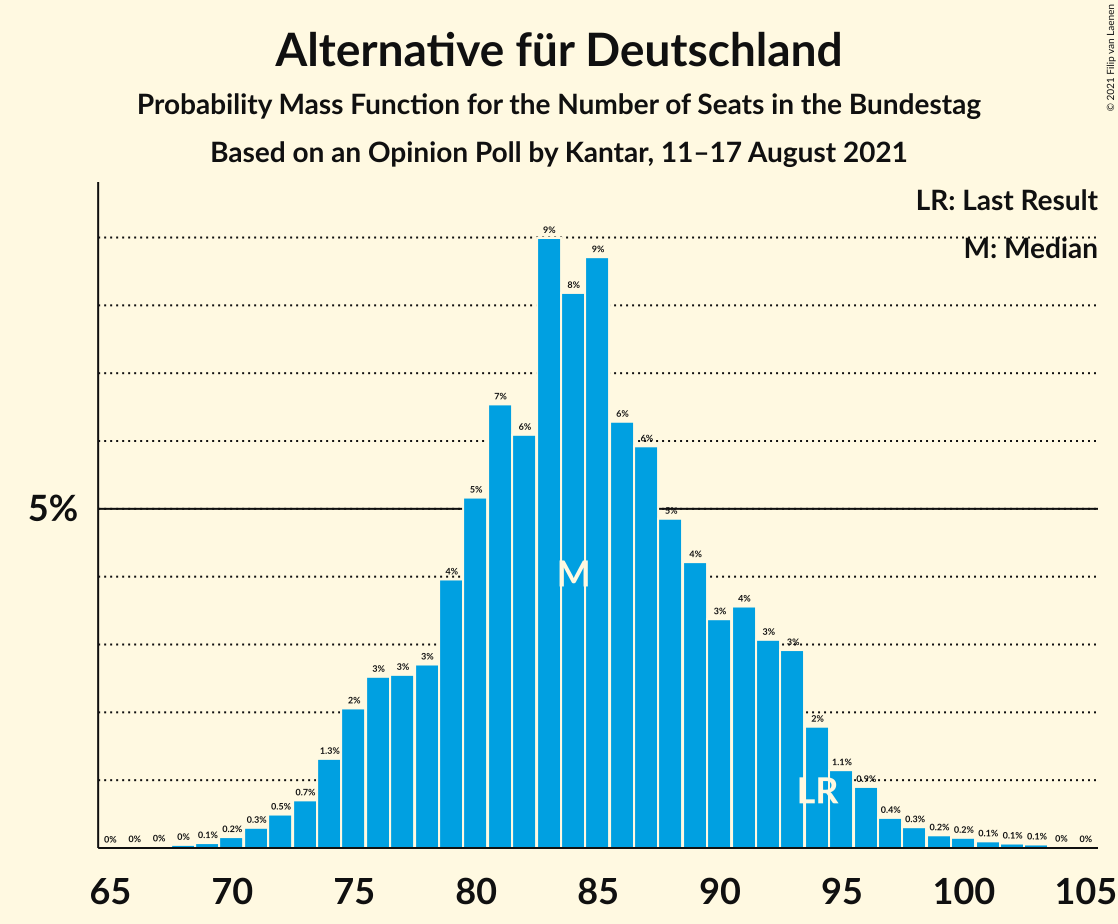 Alternative für Deutschland
Probability Mass Function for the Number of Seats in the Bundestag
Based on an Opinion Poll by Kantar, 11–17 August 2021
© 2021 Filip van Laenen
LR: Last Result
M: Median
5%
0% 0% 0% 0% 0.1% 0.2% 0.3% 0.5% 0.7% 1.3% 2% 3% 3% 3% 4% 5% 7% 6% 9% 8% 9% 6% 6% 5% 4% 3% 4% 3% 3% 2% 1.1% 0.9% 0.4% 0.3% 0.2% 0.2% 0.1% 0.1% 0.1% 0% 0%
M
LR
65 70 75 80 85 90 95 100 105